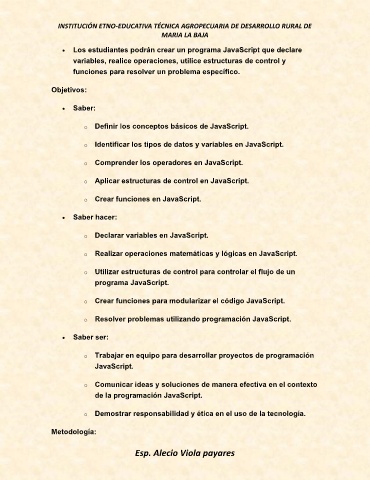 INSTITUCIÓN ETNO-EDUCATIVA TÉCNICA AGROPECUARIA DE DESARROLLO RURAL DE
MARIA LA BAJA
• Los estudiantes podrán crear un programa JavaScript que declare
variables, realice operaciones, utilice estructuras de control y
funciones para resolver un problema específico.
Objetivos:
• Saber:
o Definir los conceptos básicos de JavaScript.
o Identificar los tipos de datos y variables en JavaScript.
o Comprender los operadores en JavaScript.
o Aplicar estructuras de control en JavaScript.
o Crear funciones en JavaScript.
• Saber hacer:
o Declarar variables en JavaScript.
o Realizar operaciones matemáticas y lógicas en JavaScript.
o Utilizar estructuras de control para controlar el flujo de un
programa JavaScript.
o Crear funciones para modularizar el código JavaScript.
o Resolver problemas utilizando programación JavaScript.
• Saber ser:
o Trabajar en equipo para desarrollar proyectos de programación
JavaScript.
o Comunicar ideas y soluciones de manera efectiva en el contexto
de la programación JavaScript.
o Demostrar responsabilidad y ética en el uso de la tecnología.
Metodología:
Esp. Alecio Viola payares